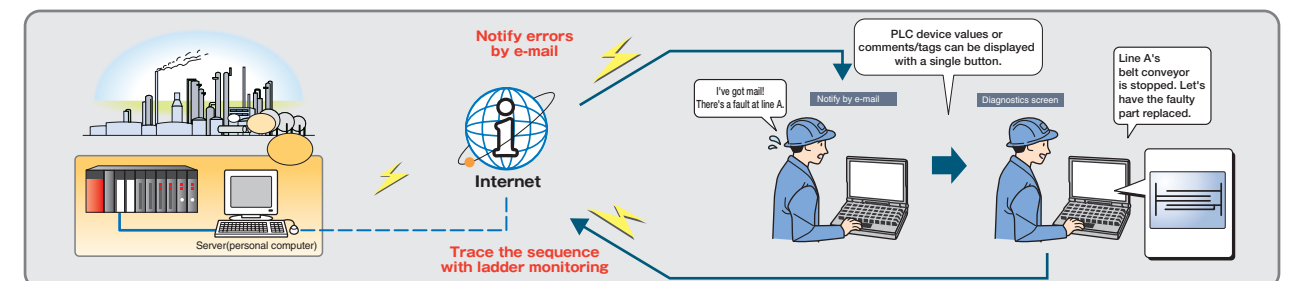 Notify errors
by e-mail
Internet
Server(personal computer)
Trace the sequence
with ladder monitoring
I've got mail!
There's a fault at line A.
Notify by e-mail
PLC device values or
comments/tags can be displayed
with a single button.
Diagnostics screen
Line A's
belt conveyor
is stopped. Let's
have the faulty
part replaced.